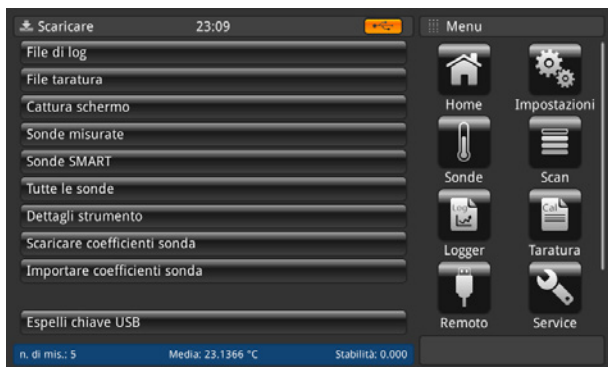 Scaricare 23:09
File di log
File taratura
Cattura schermo
Sonde misurate
Sonde SMART
Tutte le sonde
Dettagli strumento
Scaricare coefficienti sonda
Importare coefficienti sonda
Espelli chiave USB
n. di mis.: 5 Media: 23.1366 °C Stabilità: 0.000
Menu
Home Impostazioni
Sonde Scan
Log Cal
Logger Taratura
Remoto Service